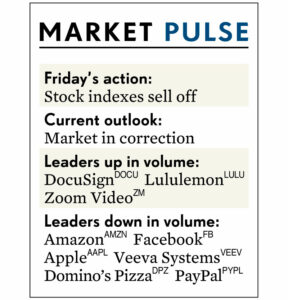 MARKET PULSE
Friday's action:
Stock indexes sell off
Current outlook:
Market in correction
Leaders up in volume:
DocuSignDOCU LululemonLULU
Zoom VideoZM
Leaders down in volume:
AmazonAMZN FacebookFB
AppleAAPL Veeva SystemsVEEV
Domino's PizzaDPZ PayPalPYPL